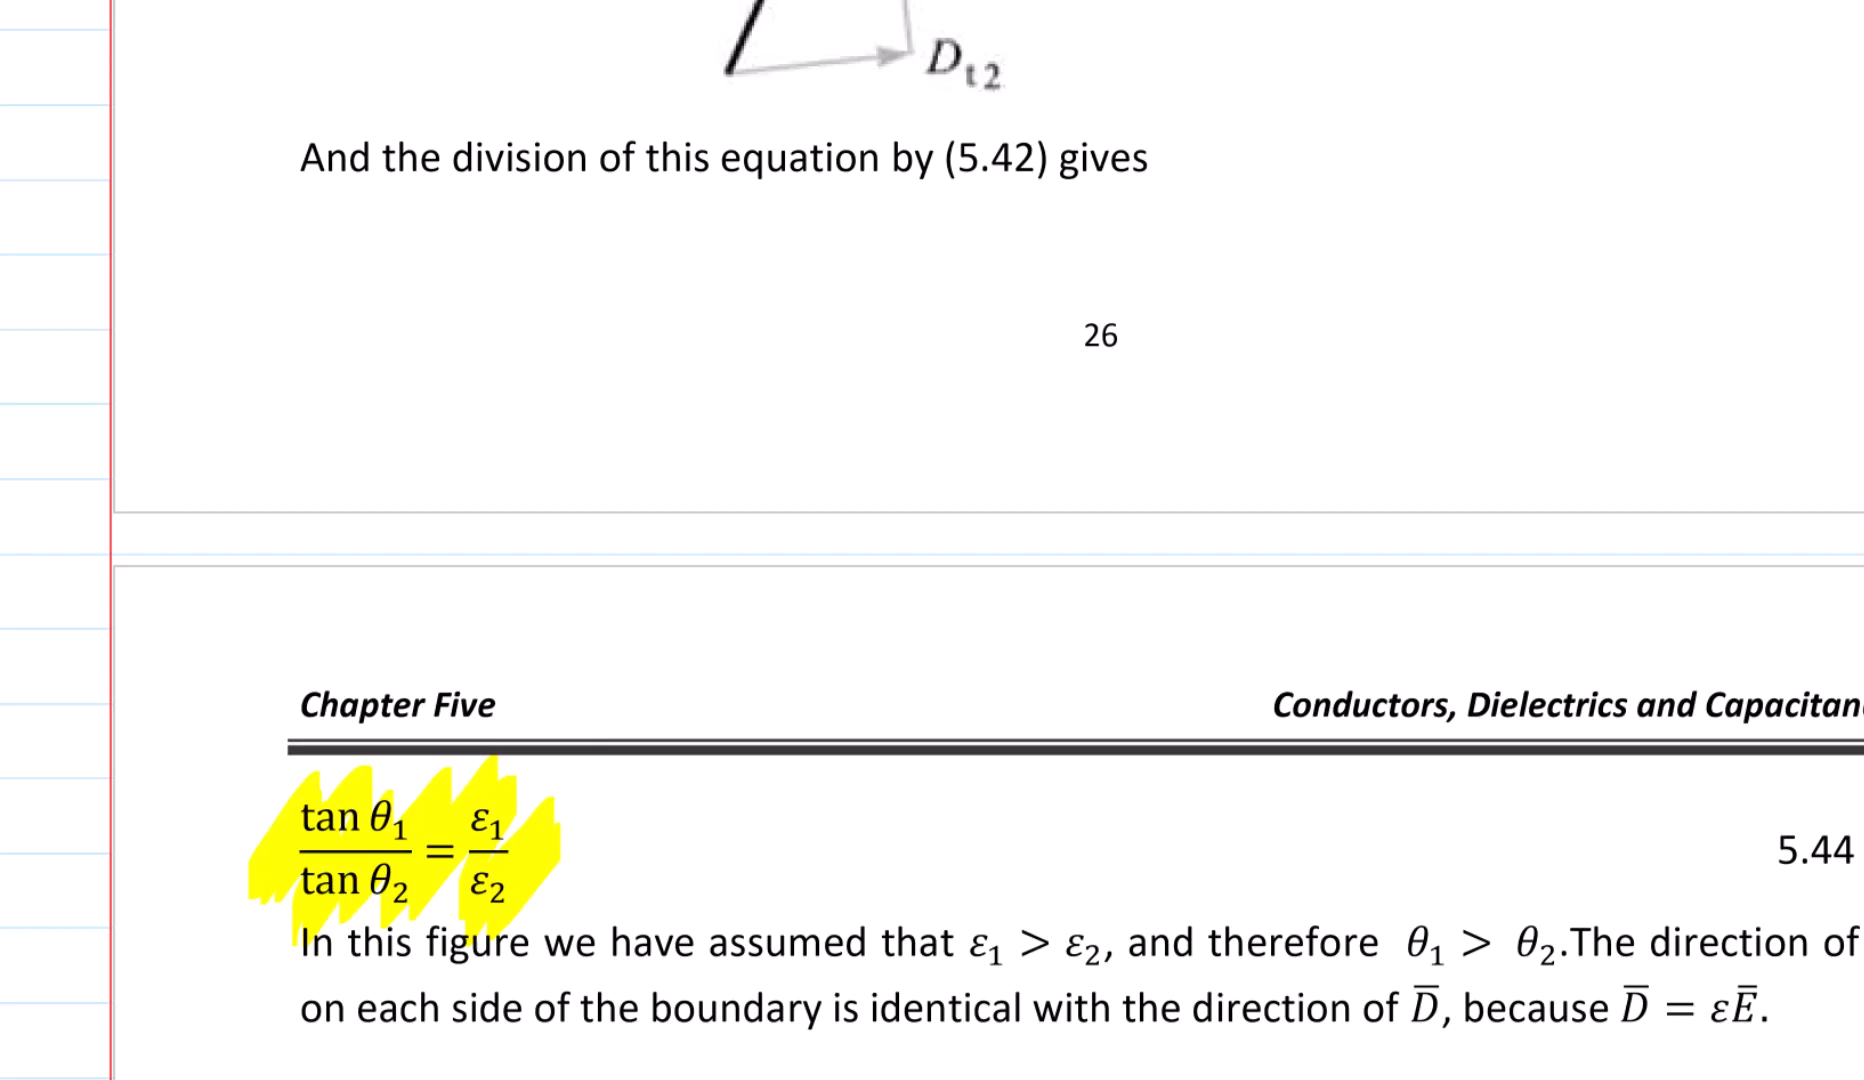 D_t2
And the division of this equation by (5.42) gives
26
Chapter Five Conductors, Dielectrics and Capacitan
tan θ₁ / tan θ₂ = ε₁ / ε₂ 5.44
In this figure we have assumed that ε₁ > ε₂, and therefore θ₁ > θ₂.The direction of
on each side of the boundary is identical with the direction of D̅, because D̅ = εE̅.